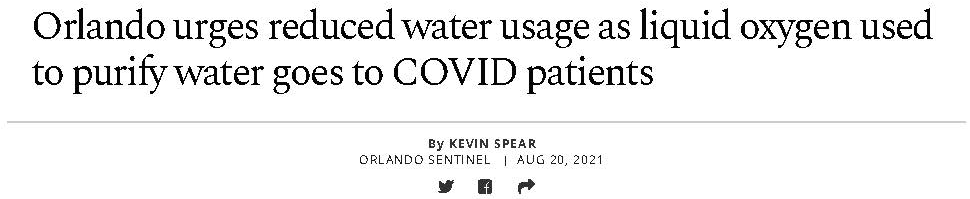 Orlando urges reduced water usage as liquid oxygen used
to purify water goes to COVID patients
By KEVIN SPEAR
ORLANDO SENTINEL | AUG 20, 2021